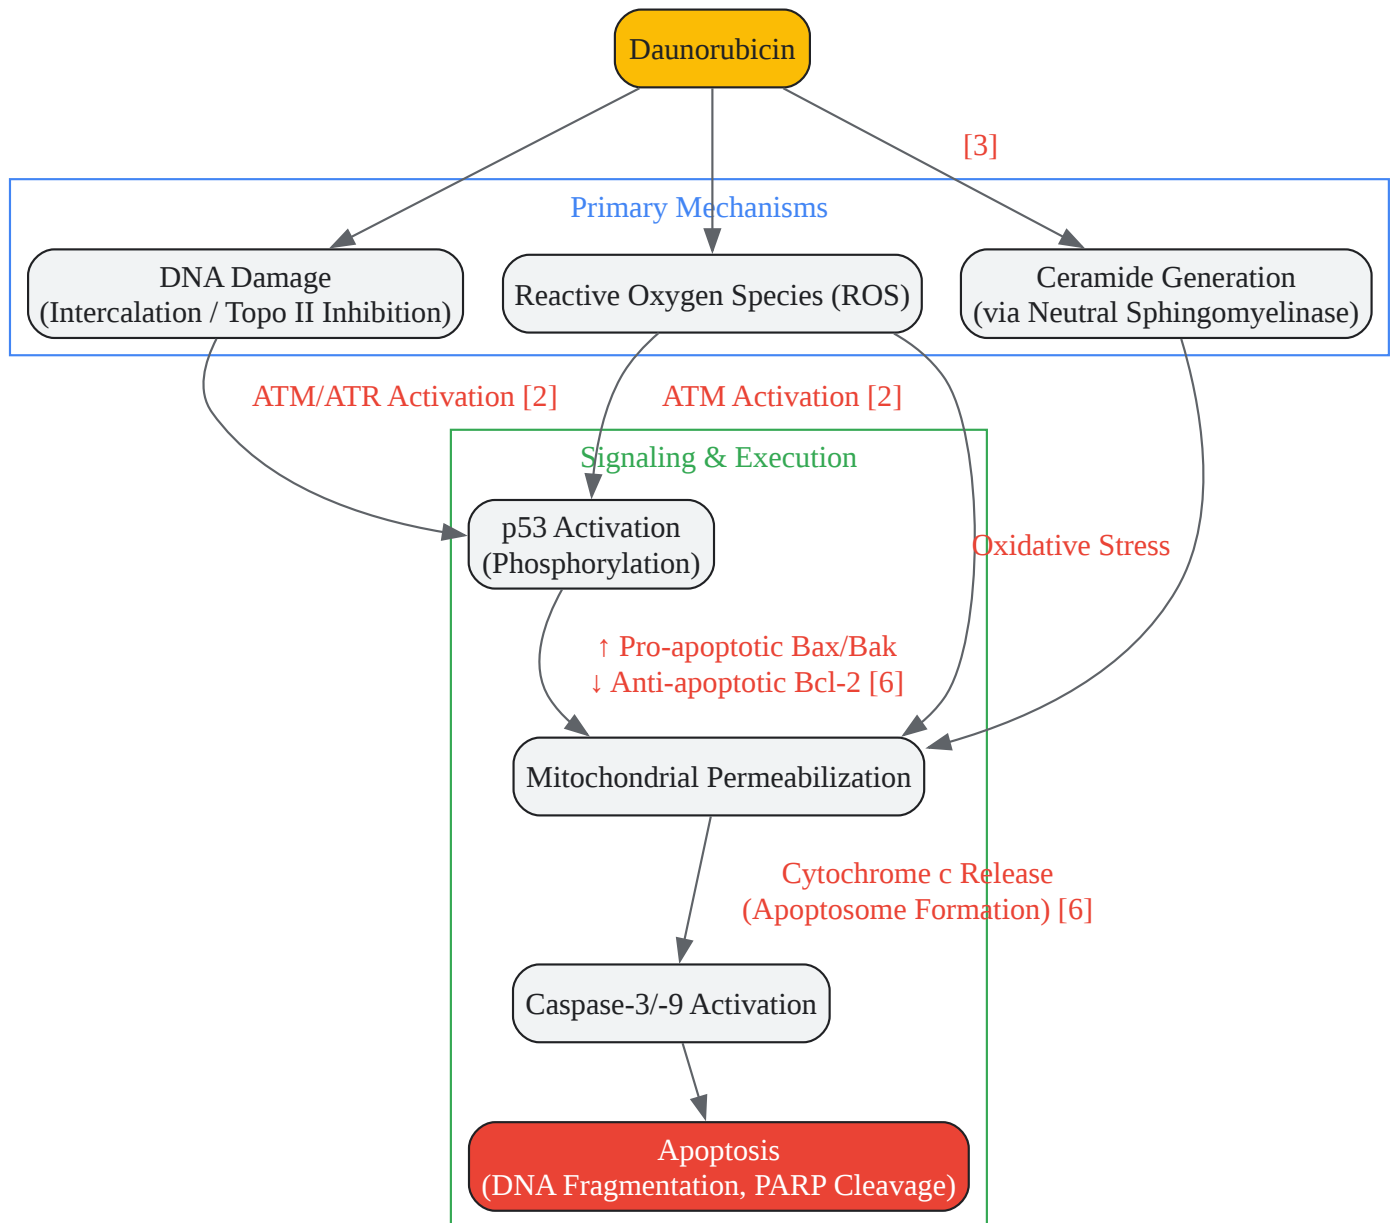 Daunorubicin
[3]
Primary Mechanisms
DNA Damage
(Intercalation / Topo II Inhibition)
Reactive Oxygen Species (ROS)
Ceramide Generation
(via Neutral Sphingomyelinase)
ATM/ATR Activation [2]
ATM Activation [2]
Signaling & Execution
p53 Activation
(Phosphorylation)
Oxidative Stress
↑ Pro-apoptotic Bax/Bak
↓ Anti-apoptotic Bcl-2 [6]
Mitochondrial Permeabilization
Cytochrome c Release
(Apoptosome Formation) [6]
Caspase-3/-9 Activation
Apoptosis
(DNA Fragmentation, PARP Cleavage)